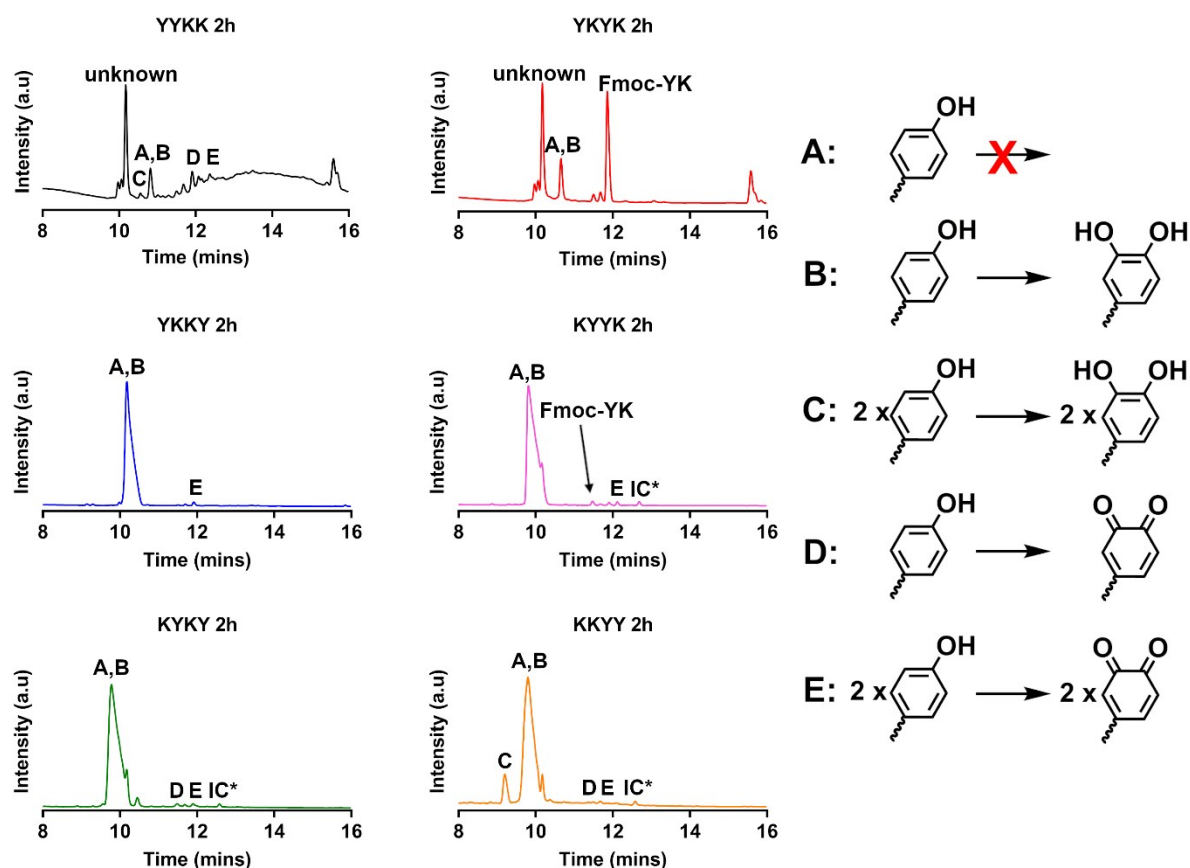 YYKK 2h
Intensity (a.u)
unknown
A,B
C
D E
8 10 12 14 16
Time (mins)
YKYK 2h
Intensity (a.u)
unknown
A,B
Fmoc-YK
8 10 12 14 16
Time (mins)
YKKY 2h
Intensity (a.u)
A,B
E
8 10 12 14 16
Time (mins)
KYYK 2h
Intensity (a.u)
A,B
Fmoc-YK
E IC*
8 10 12 14 16
Time (mins)
KYKY 2h
Intensity (a.u)
A,B
D E IC*
8 10 12 14 16
Time (mins)
KKYY 2h
Intensity (a.u)
A,B
C
D E IC*
8 10 12 14 16
Time (mins)
A: OH X
B: OH HO OH
C: 2 x OH 2 x HO OH
D: OH O O
E: 2 x OH 2 x O O